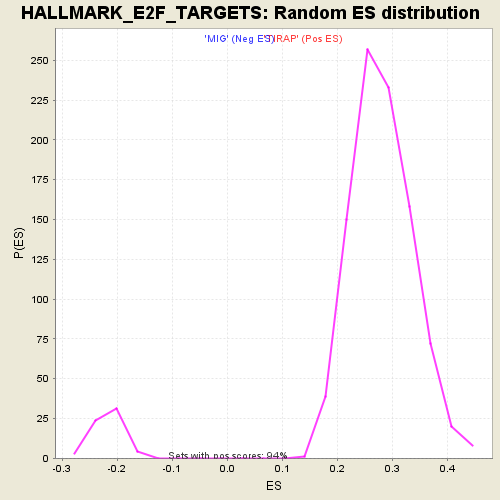 HALLMARK_E2F_TARGETS: Random ES distribution
'MIG' (Neg ES) 'IRAP' (Pos ES)
250
225
200
175
150
125
100
75
50
25
0
P(ES)
Sets with pos scores: 94%
-0.3 -0.2 -0.1 0.0 0.1 0.2 0.3 0.4
ES